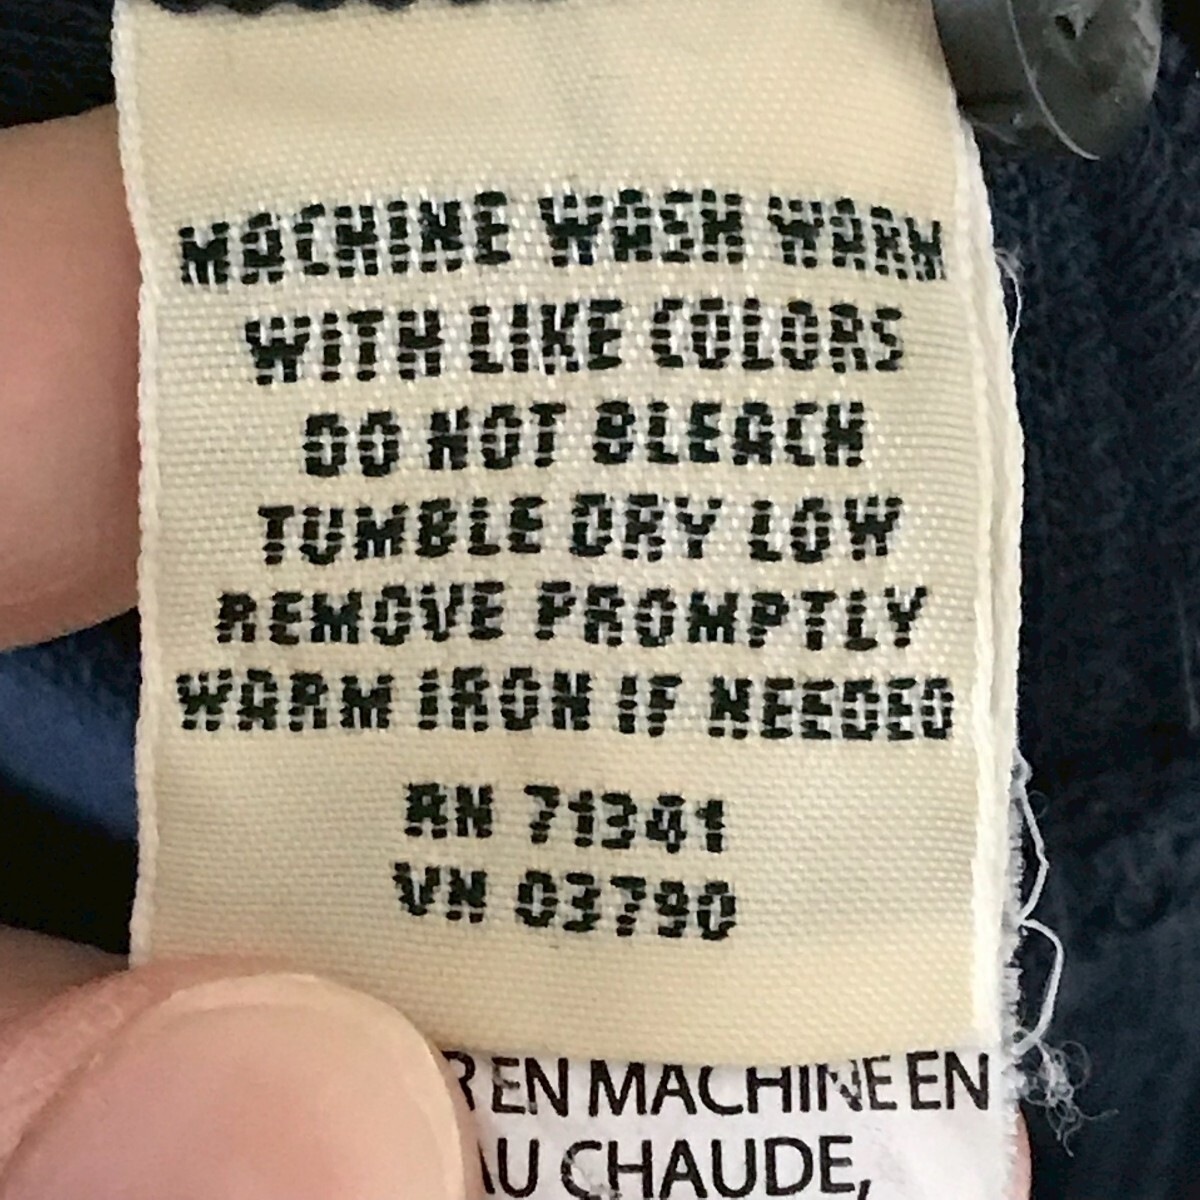 MACHINE WASH WARM
WITH LIKE COLORS
DO NOT BLEACH
TUMBLE DRY LOW
REMOVE PROMPTLY
WARM IRON IF NEEDED
RN 71341
VN 03790
EN MACHINE EN
CHAUDE,